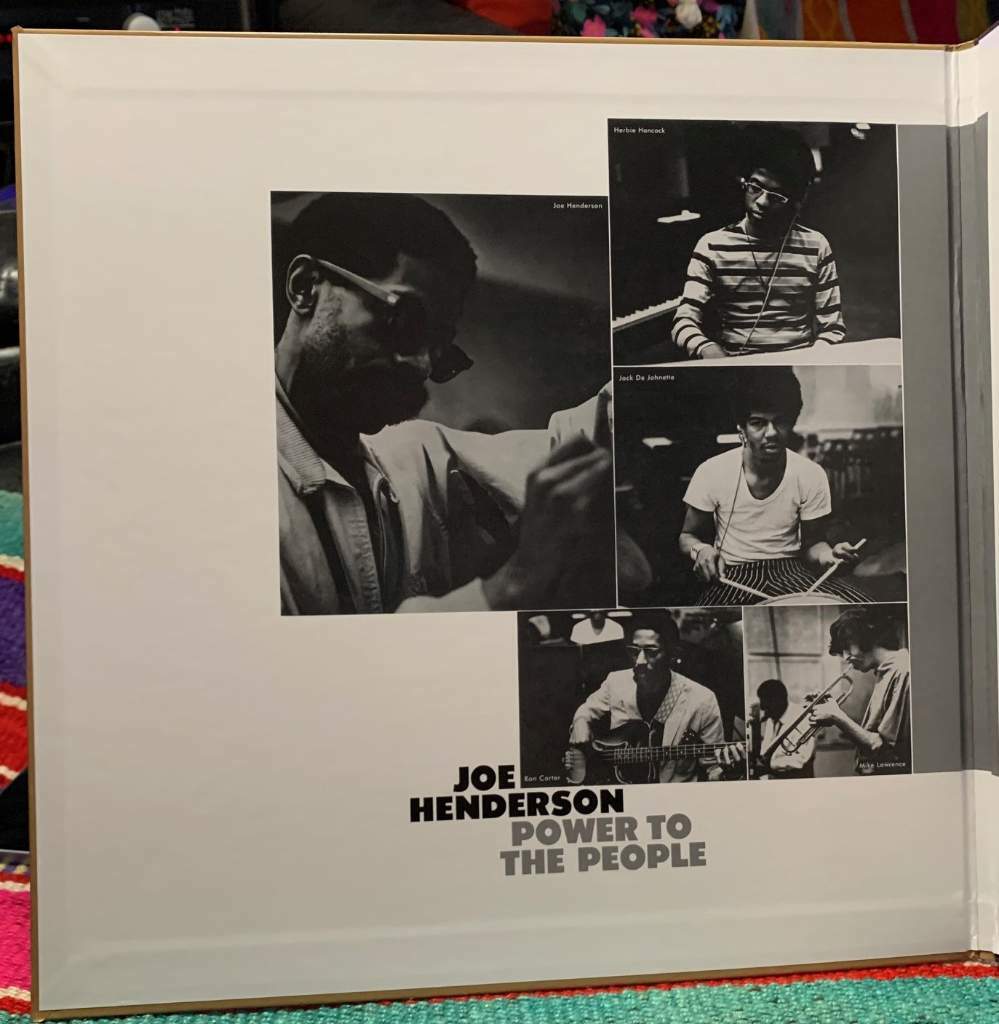 Herbie Hancock
Joe Henderson
Jack De Johnette
Ron Carter
Mike Lawrence
JOE
HENDERSON
POWER TO
THE PEOPLE